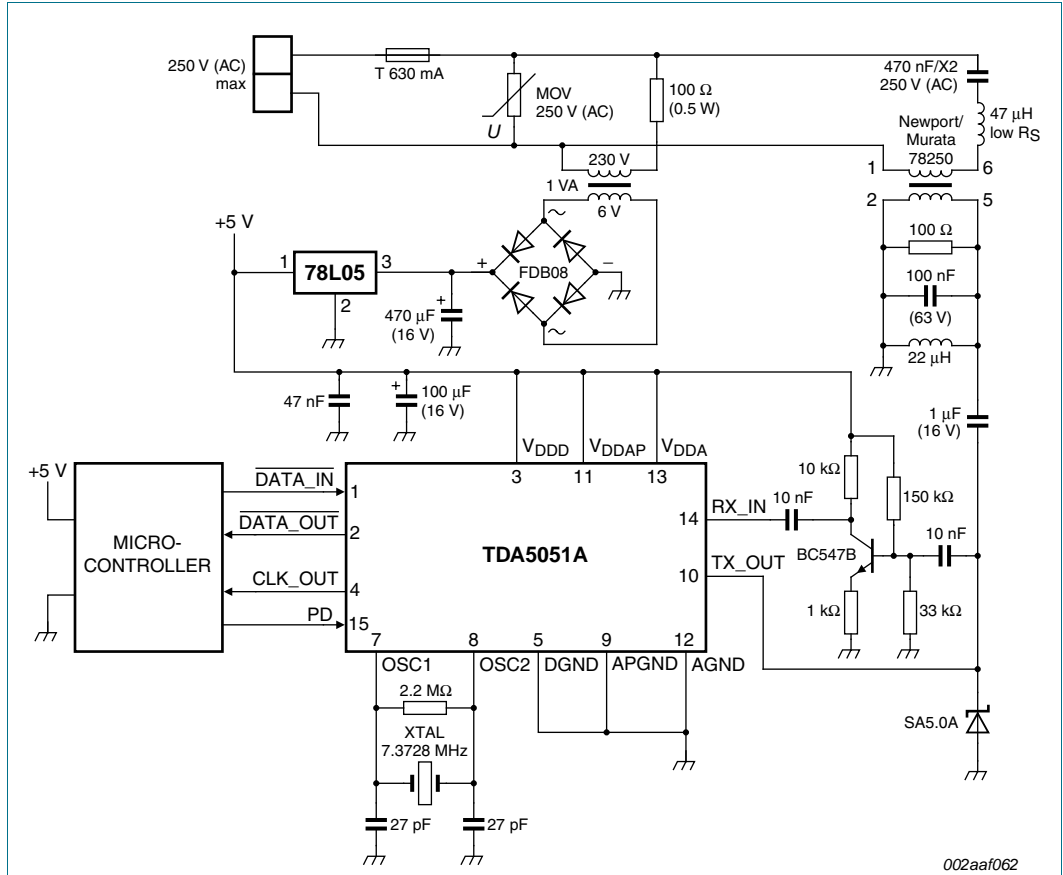 250 V (AC)
max
T 630 mA
MOV
250 V (AC)
U
100 Ω
(0.5 W)
470 nF/X2
250 V (AC)
47 μH
low RS
Newport/
Murata
78250
1
6
2
5
230 V
1 VA
6 V
+5 V
1
78L05
3
2
+
FDB08
−
∼
∼
+
470 μF
(16 V)
100 Ω
100 nF
(63 V)
22 μH
47 nF
+
100 μF
(16 V)
1 μF
(16 V)
VDDD
VDDAP
VDDA
3
11
13
+5 V
MICRO-
CONTROLLER
DATA_IN
1
DATA_OUT
2
CLK_OUT
4
PD
15
TDA5051A
14
RX_IN
10
TX_OUT
10 nF
10 kΩ
150 kΩ
10 nF
BC547B
1 kΩ
33 kΩ
7
8
5
9
12
OSC1
OSC2
DGND
APGND
AGND
2.2 MΩ
XTAL
7.3728 MHz
27 pF
27 pF
SA5.0A
002aaf062